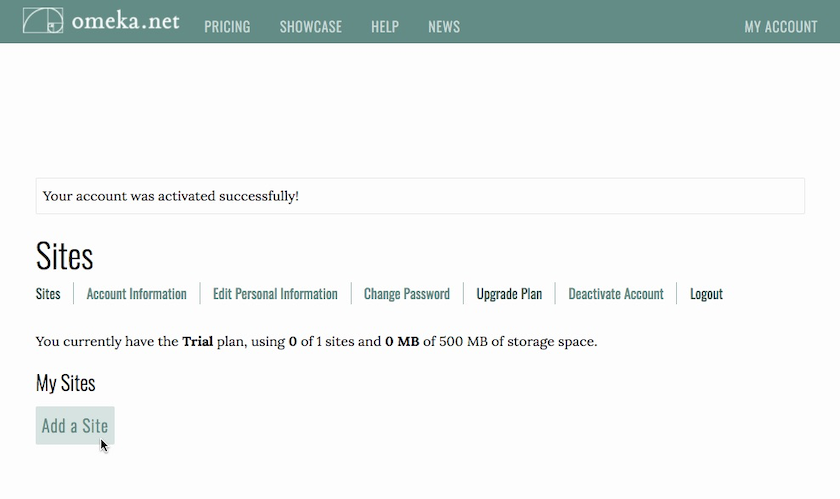 omeka.net PRICING SHOWCASE HELP NEWS MY ACCOUNT
Your account was activated successfully!
Sites
Sites Account Information Edit Personal Information Change Password Upgrade Plan Deactivate Account Logout
You currently have the Trial plan, using 0 of 1 sites and 0 MB of 500 MB of storage space.
My Sites
Add a Site